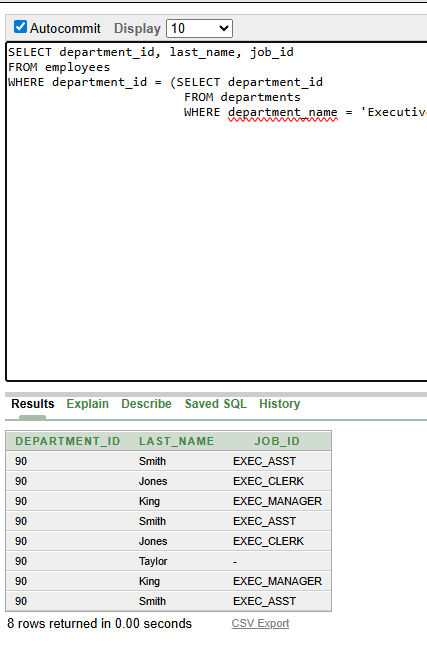 Autocommit Display 10
SELECT department_id, last_name, job_id
FROM employees
WHERE department_id = (SELECT department_id
FROM departments
WHERE department_name = 'Executiv
Results Explain Describe Saved SQL History
DEPARTMENT_ID LAST_NAME JOB_ID
90 Smith EXEC_ASST
90 Jones EXEC_CLERK
90 King EXEC_MANAGER
90 Smith EXEC_ASST
90 Jones EXEC_CLERK
90 Taylor -
90 King EXEC_MANAGER
90 Smith EXEC_ASST
8 rows returned in 0.00 seconds CSV Export